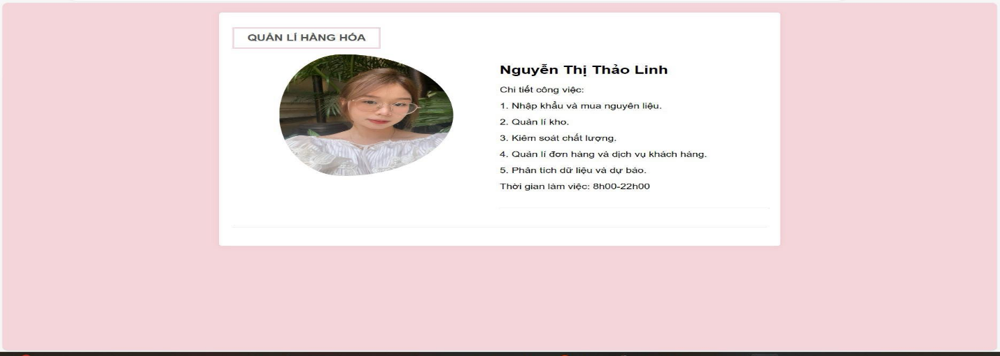 QUẢN LÍ HÀNG HÓA
Nguyễn Thị Thảo Linh
Chi tiết công việc:
1. Nhập khẩu và mua nguyên liệu.
2. Quản lí kho.
3. Kiểm soát chất lượng.
4. Quản lí đơn hàng và dịch vụ khách hàng.
5. Phân tích dữ liệu và dự báo.
Thời gian làm việc: 8h00-22h00